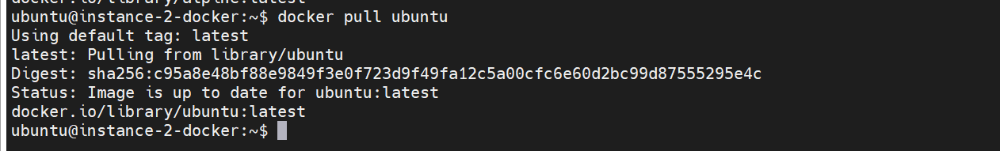 docker.io/library/alpine:latest
ubuntu@instance-2-docker:~$ docker pull ubuntu
Using default tag: latest
latest: Pulling from library/ubuntu
Digest: sha256:c95a8e48bf88e9849f3e0f723d9f49fa12c5a00cfc6e60d2bc99d87555295e4c
Status: Image is up to date for ubuntu:latest
docker.io/library/ubuntu:latest
ubuntu@instance-2-docker:~$